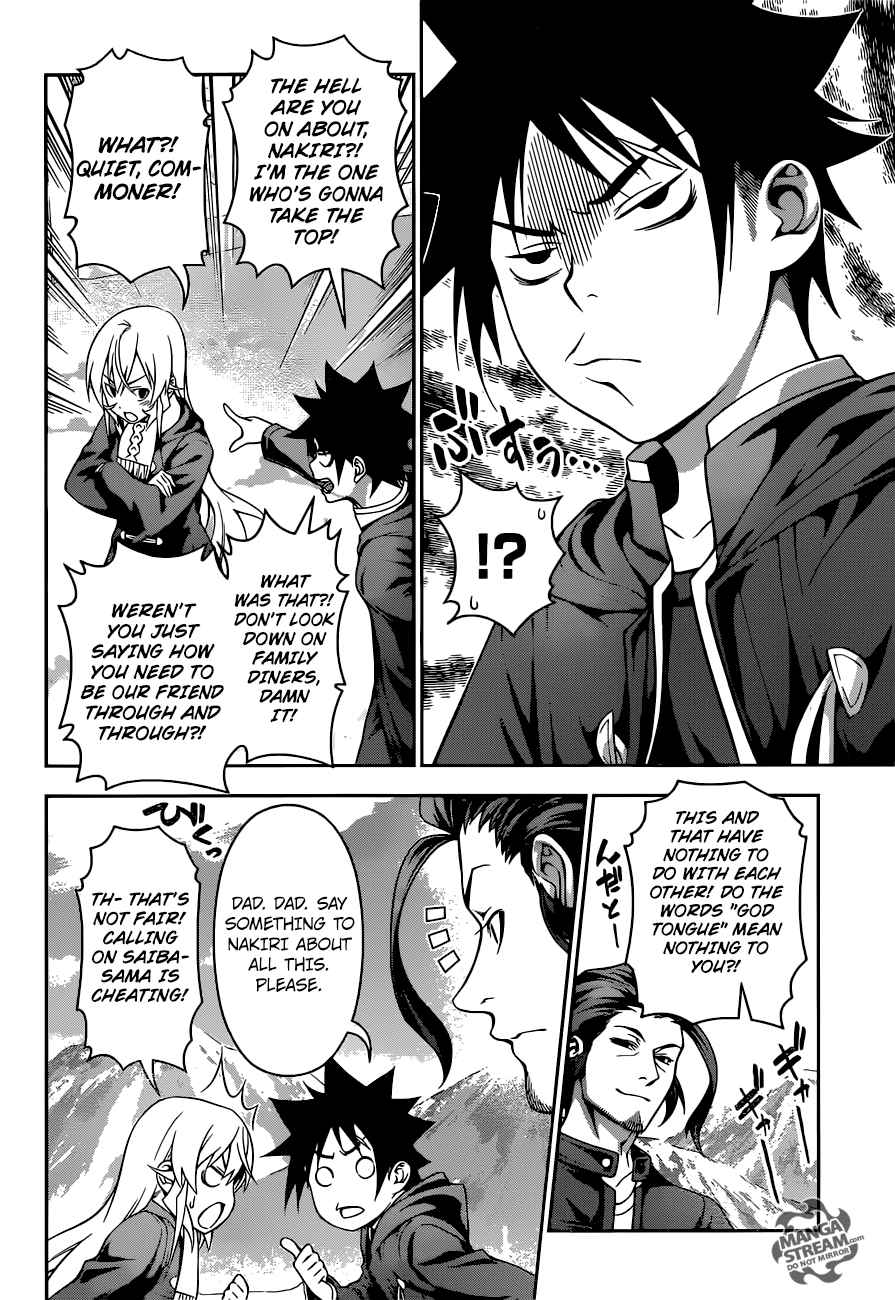 ぶすぅ…
!?
THE HELL
ARE YOU
ON ABOUT,
NAKIRI?!
I'M THE ONE
WHO'S GONNA
TAKE THE
TOP!
WHAT?!
QUIET, COM-
MONER!
WHAT
WAS THAT?!
DON'T LOOK
DOWN ON
FAMILY
DINERS,
DAMN
IT!
WEREN'T
YOU JUST
SAYING HOW
YOU NEED TO
BE OUR FRIEND
THROUGH AND
THROUGH?!
THIS AND
THAT HAVE
NOTHING TO
DO WITH EACH
OTHER! DO THE
WORDS "GOD
TONGUE" MEAN
NOTHING TO
YOU?!
んだとー
ギャ
ギャ
DAD. DAD. SAY
SOMETHING TO
NAKIRI ABOUT
ALL THIS.
PLEASE.
びくっ
TH- THAT'S
NOT FAIR!
CALLING
ON SAIBA-
SAMA IS
CHEATING!
MANGA
STREAM.com
DO NOT MIRROR